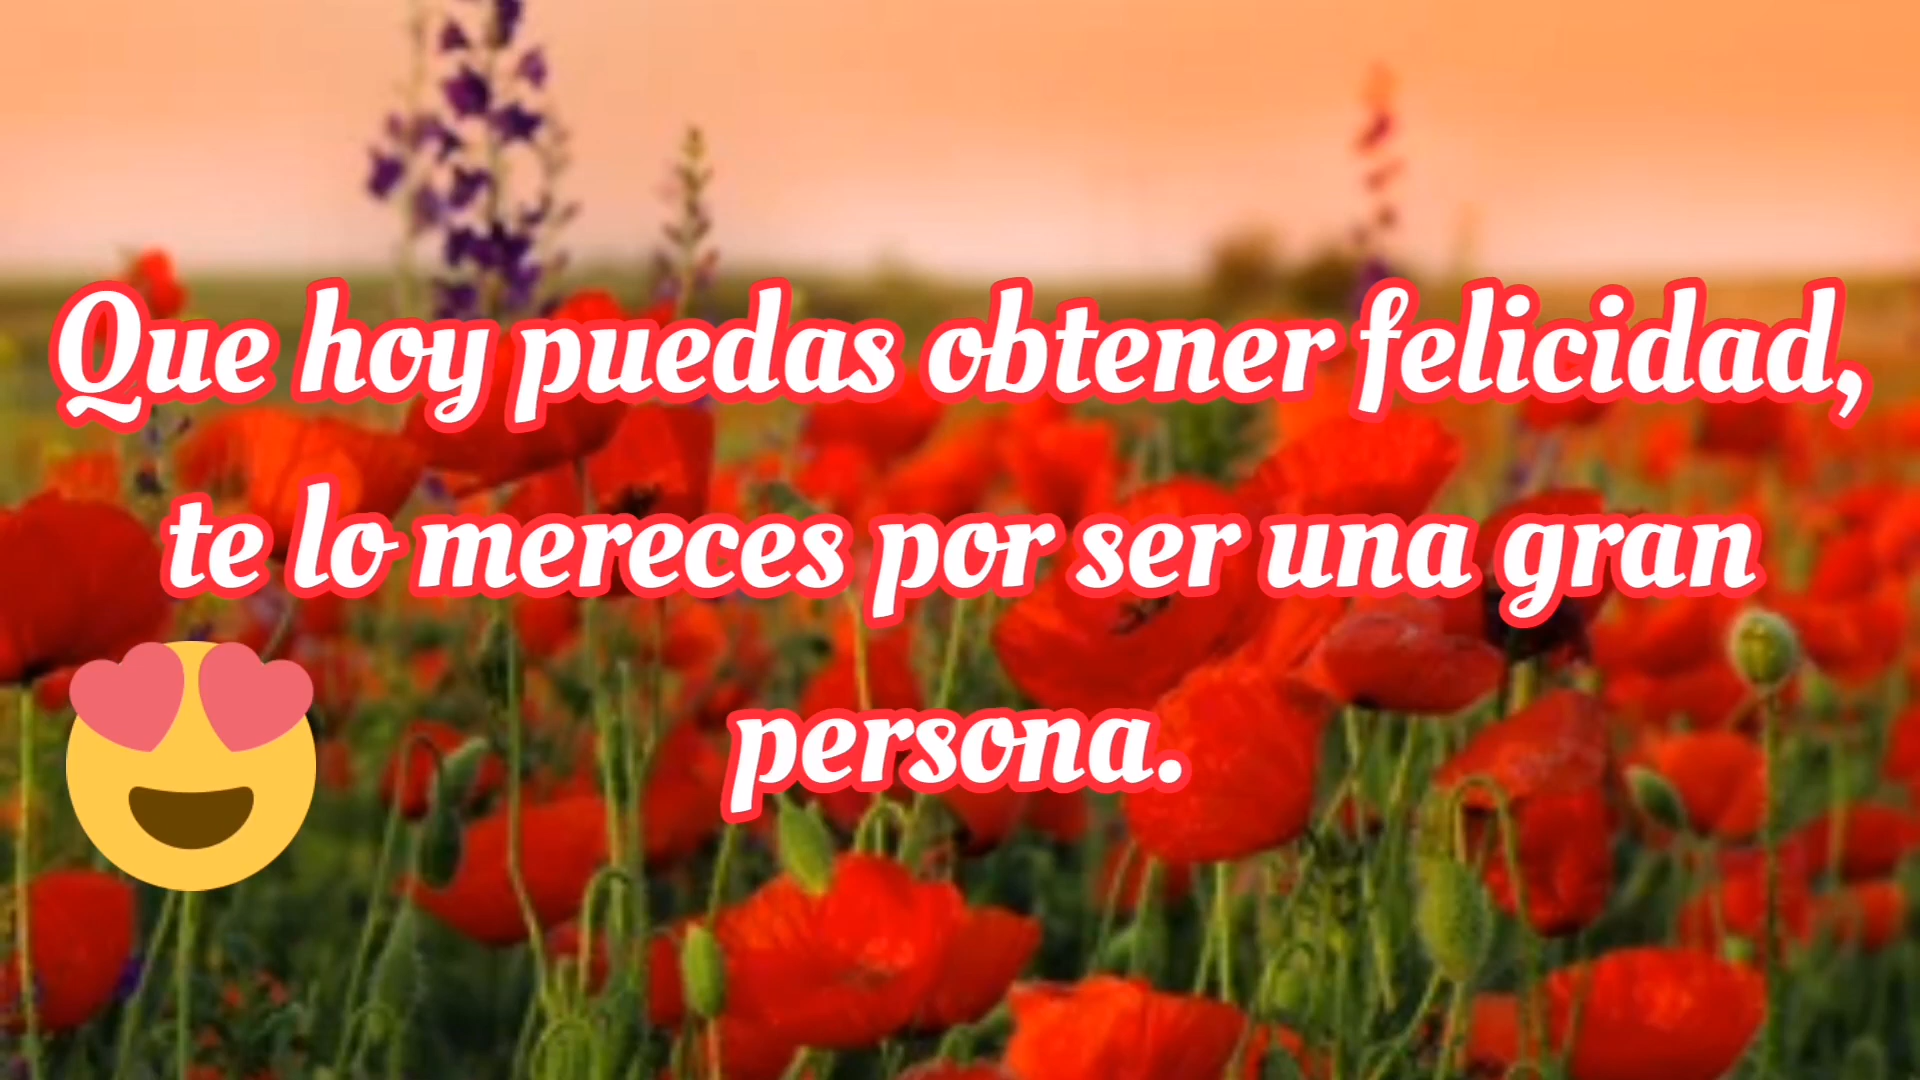 Que hoy puedas obtener felicidad,
te lo mereces por ser una gran
persona.